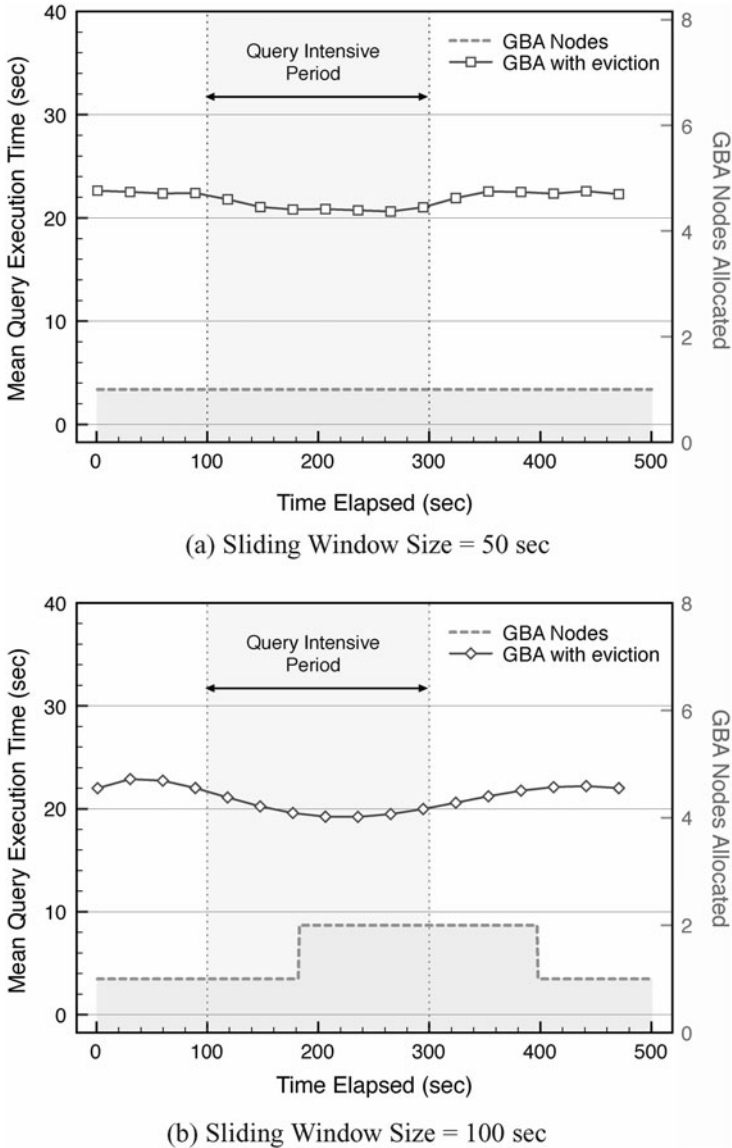 40
30
20
10
0
Mean Query Execution Time (sec)
Query Intensive
Period
GBA Nodes
GBA with eviction
8
6
4
2
0
GBA Nodes Allocated
0 100 200 300 400 500
Time Elapsed (sec)
(a) Sliding Window Size = 50 sec
40
30
20
10
0
Mean Query Execution Time (sec)
Query Intensive
Period
GBA Nodes
GBA with eviction
8
6
4
2
0
GBA Nodes Allocated
0 100 200 300 400 500
Time Elapsed (sec)
(b) Sliding Window Size = 100 sec